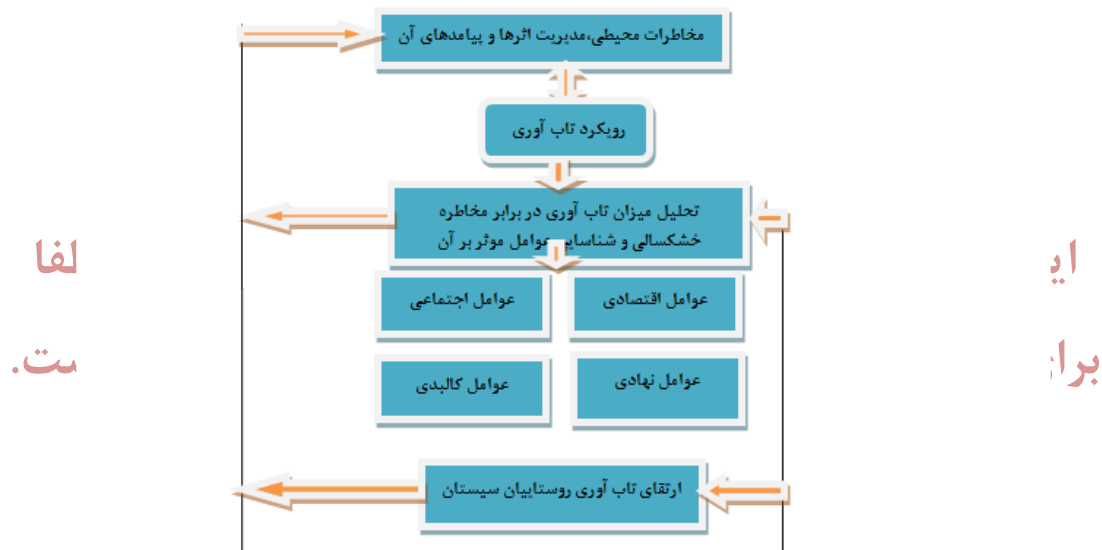 مخاطرات محیطی،مدیریت اثرها و پیامدهای آن
رویکرد تاب آوری
تحلیل میزان تاب آوری در برابر مخاطره
خشکسالی و شناسایی عوامل موثر بر آن
عوامل اقتصادی
عوامل اجتماعی
عوامل نهادی
عوامل کالبدی
ارتقای تاب آوری روستاییان سیستان